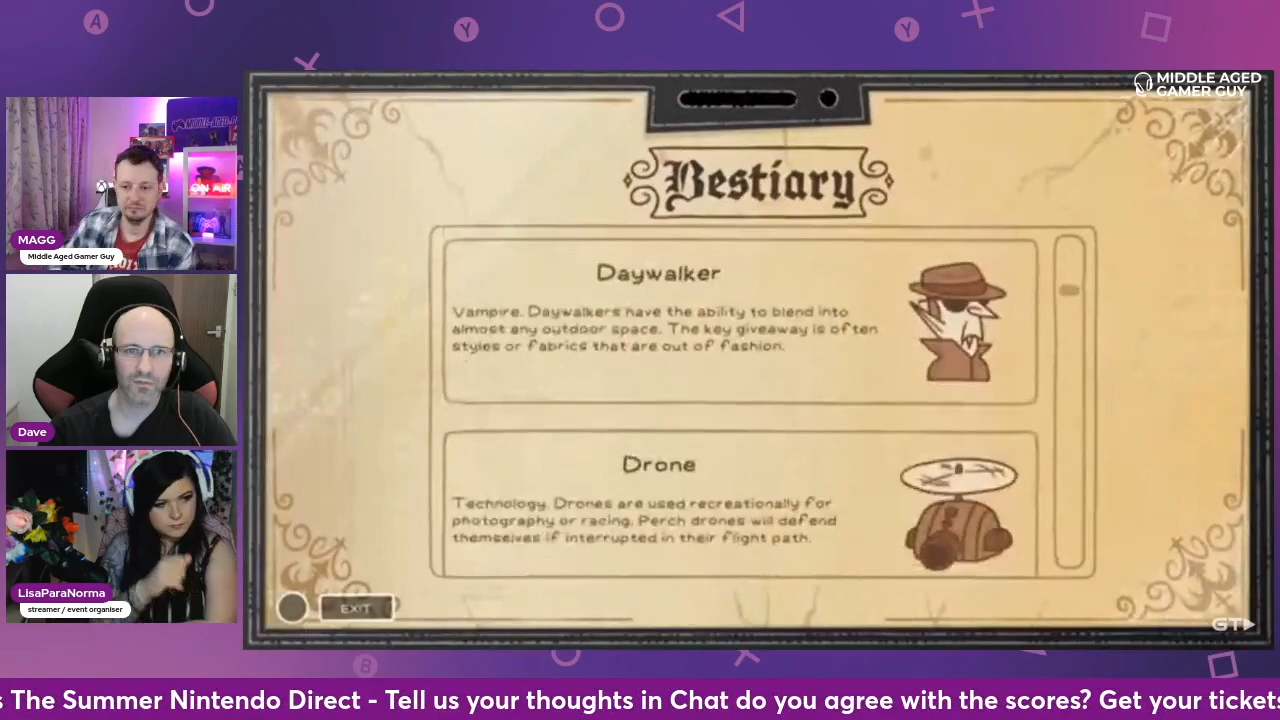 MIDDLE AGED
GAMER GUY
Bestiary
Daywalker
Vampire. Daywalkers have the ability to blend into
almost any outdoor space. The key giveaway is often
styles or fabrics that are out of fashion.
Drone
Technology. Drones are used recreationally for
photography or racing. Perch drones will defend
themselves if interrupted in their flight path.
EXIT
GT
ON AIR
MAGG
Middle Aged Gamer Guy
Dave
LisaParaNorma
streamer / event organiser
s The Summer Nintendo Direct - Tell us your thoughts in Chat do you agree with the scores? Get your tickets